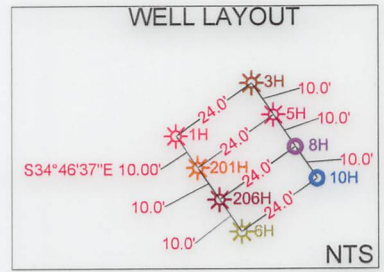 WELL LAYOUT
3H
10.0'
24.0'
5H
10.0'
1H
24.0'
8H
10.0'
S34°46'37"E 10.00'
201H
24.0'
10H
10.0'
206H
24.0'
6H
10.0'
NTS